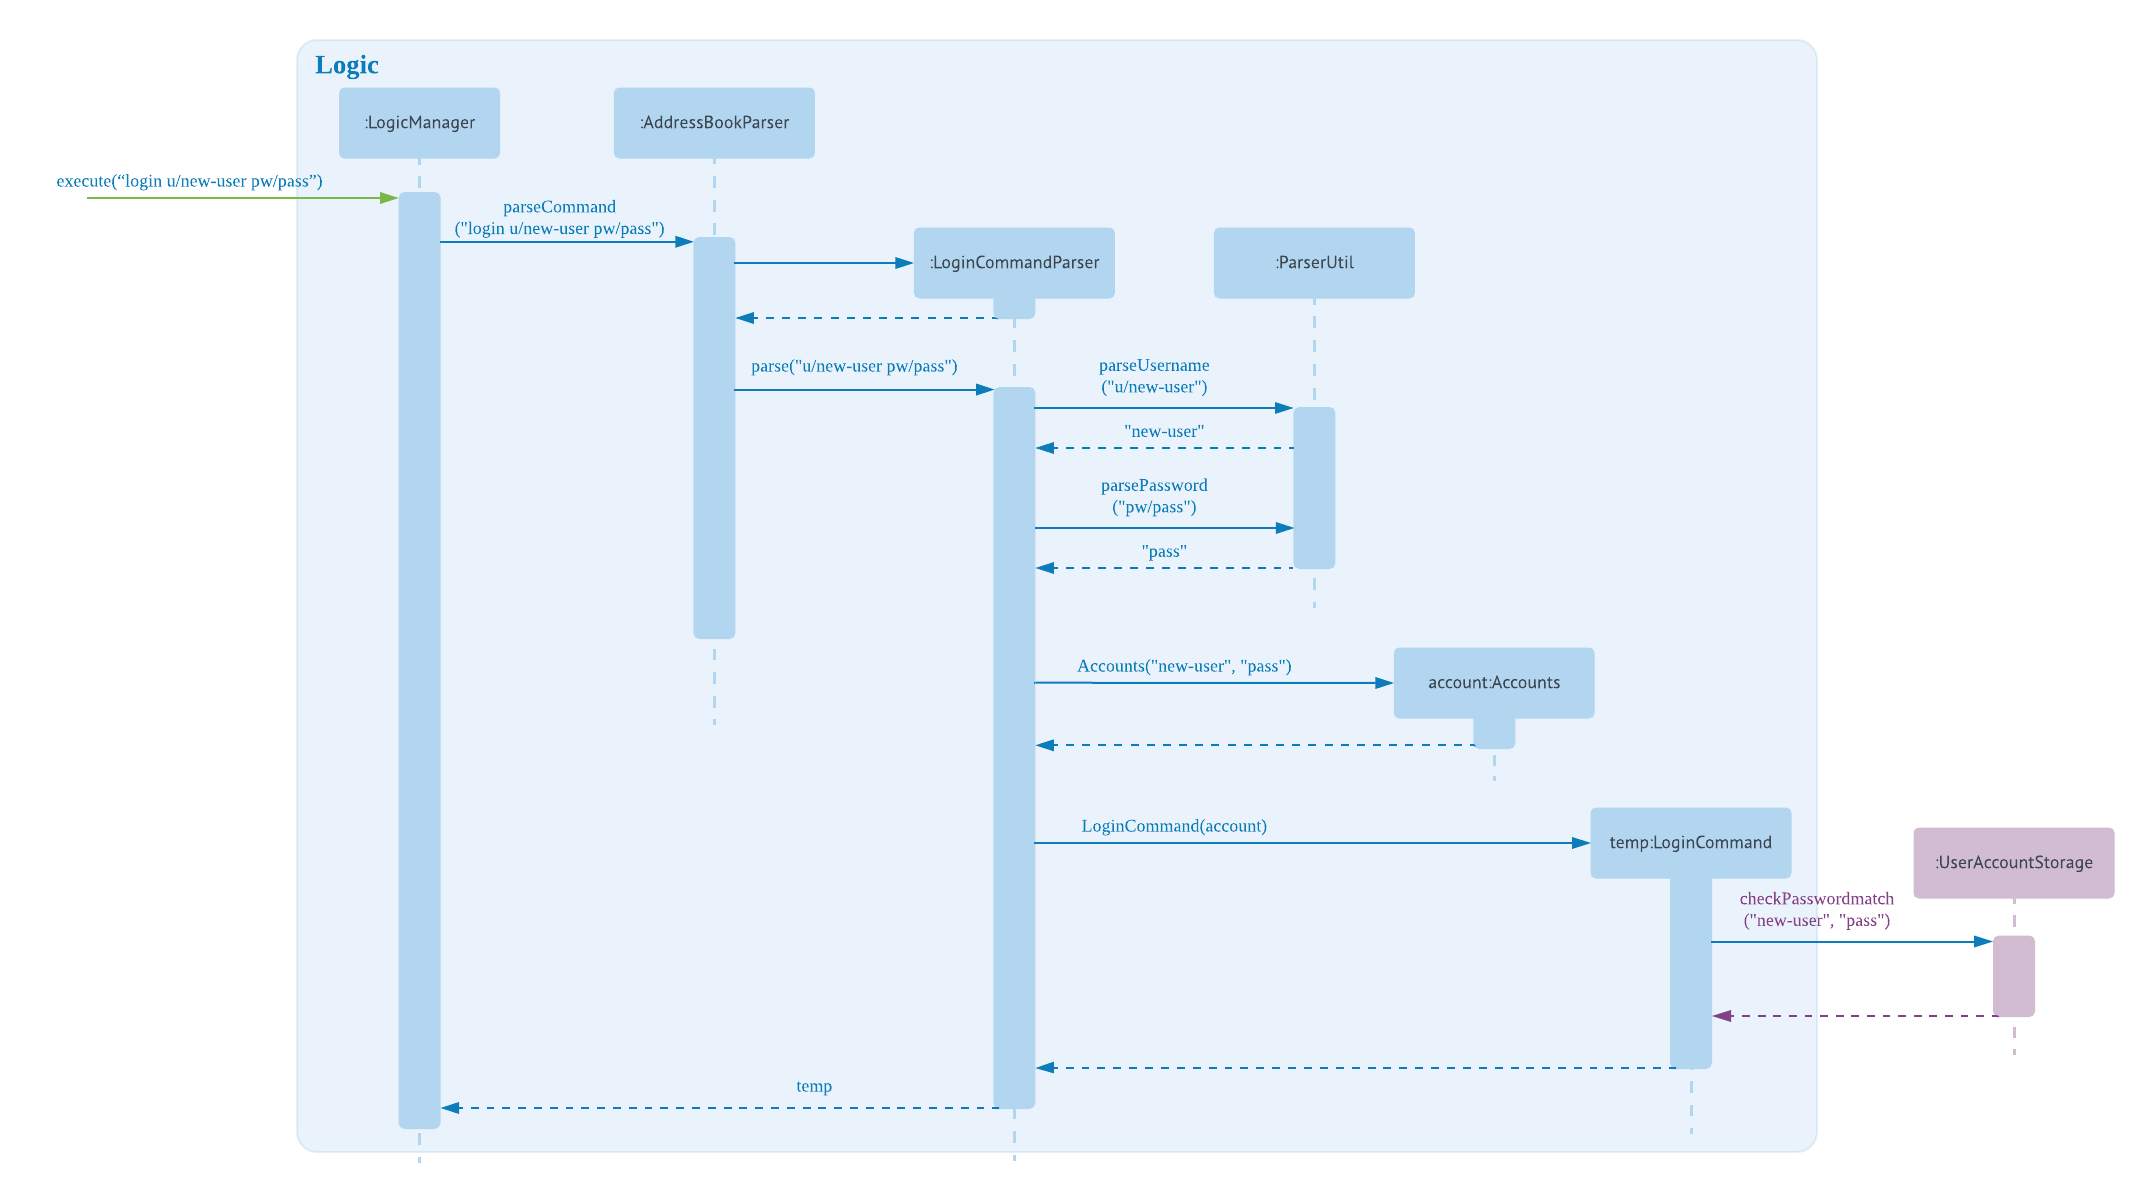 Logic
:LogicManager
:AddressBookParser
execute(“login u/new-user pw/pass”)
parseCommand
("login u/new-user pw/pass")
:LoginCommandParser
:ParserUtil
parse("u/new-user pw/pass")
parseUsername
("u/new-user")
"new-user"
parsePassword
("pw/pass")
"pass"
Accounts("new-user", "pass")
account:Accounts
LoginCommand(account)
temp:LoginCommand
:UserAccountStorage
checkPasswordmatch
("new-user", "pass")
temp